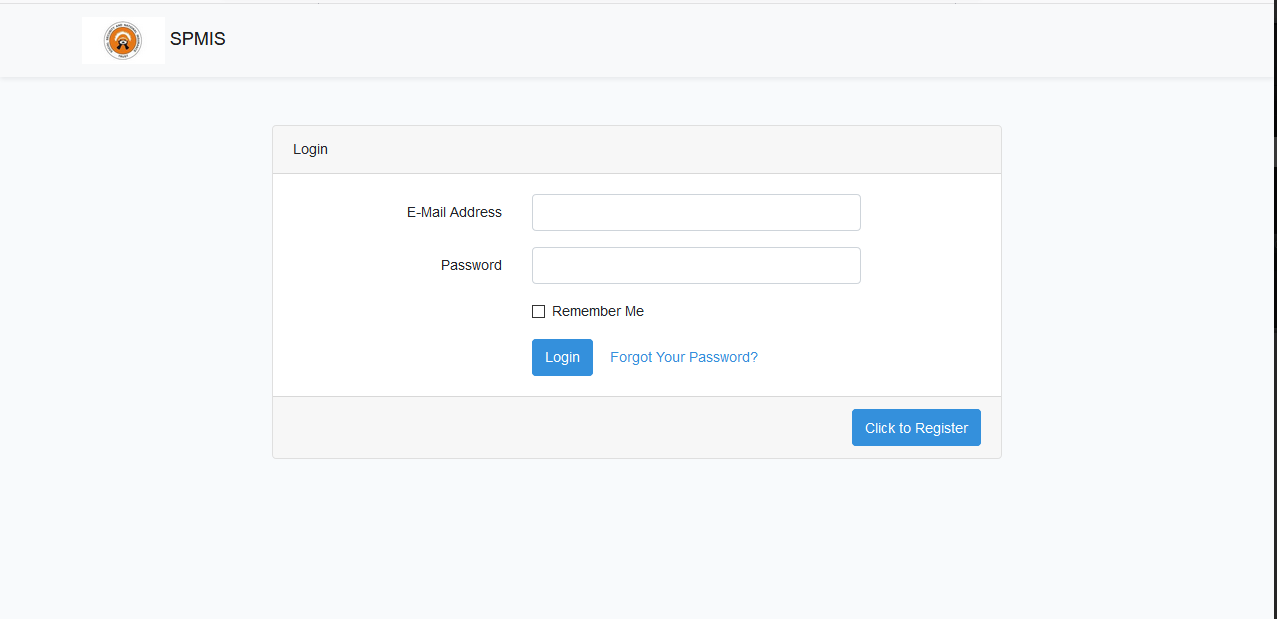 SPMIS
Login
E-Mail Address
Password
Remember Me
Login Forgot Your Password?
Click to Register